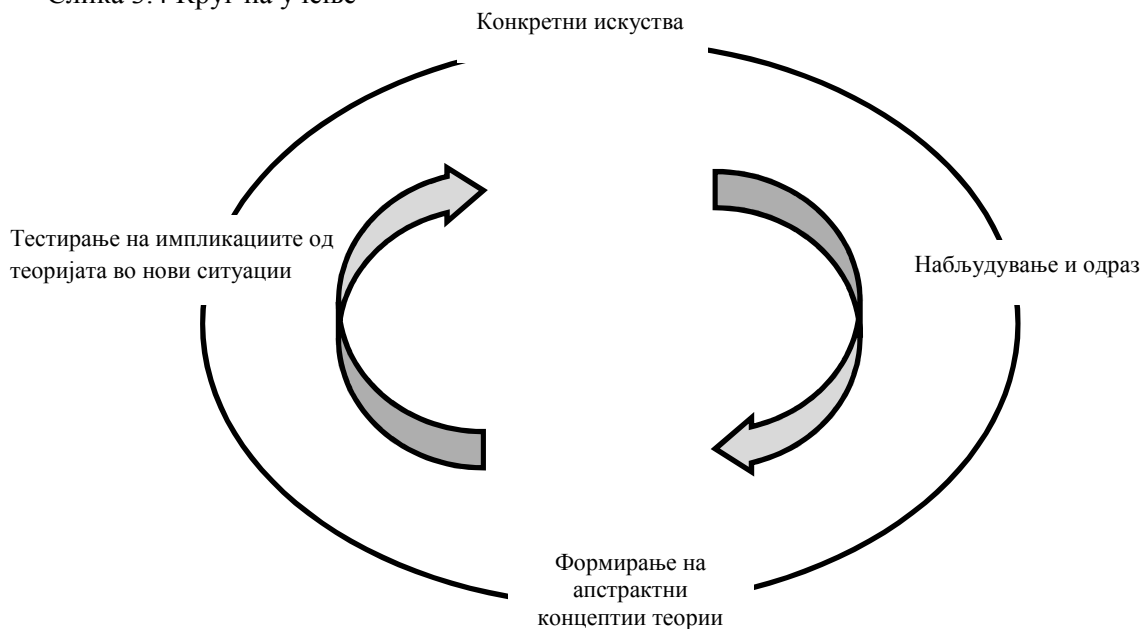 Слика 3.4 Круг на учење
Конкретни искуства
Тестирање на импликациите од
теоријата во нови ситуации
Набљудување и одраз
Формирање на
апстрактни
концептии теории